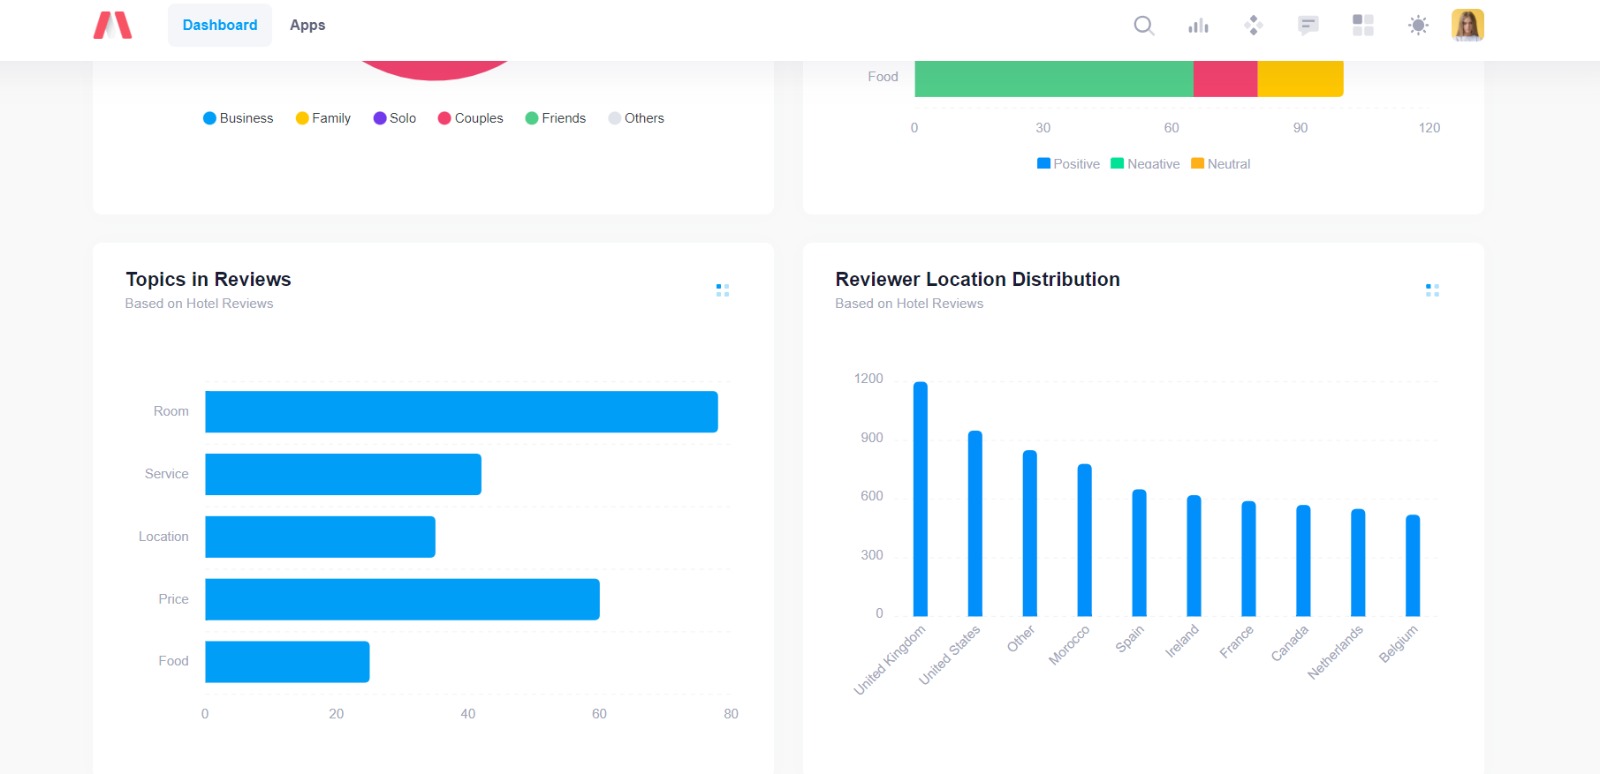 Dashboard Apps
Food
0 30 60 90 120
Business Family Solo Couples Friends Others
Positive Negative Neutral
Topics in Reviews
Based on Hotel Reviews
Room
Service
Location
Price
Food
0 20 40 60 80
Reviewer Location Distribution
Based on Hotel Reviews
1200
900
600
300
0
United Kingdom United States Other Morocco Spain Ireland France Canada Netherlands Belgium